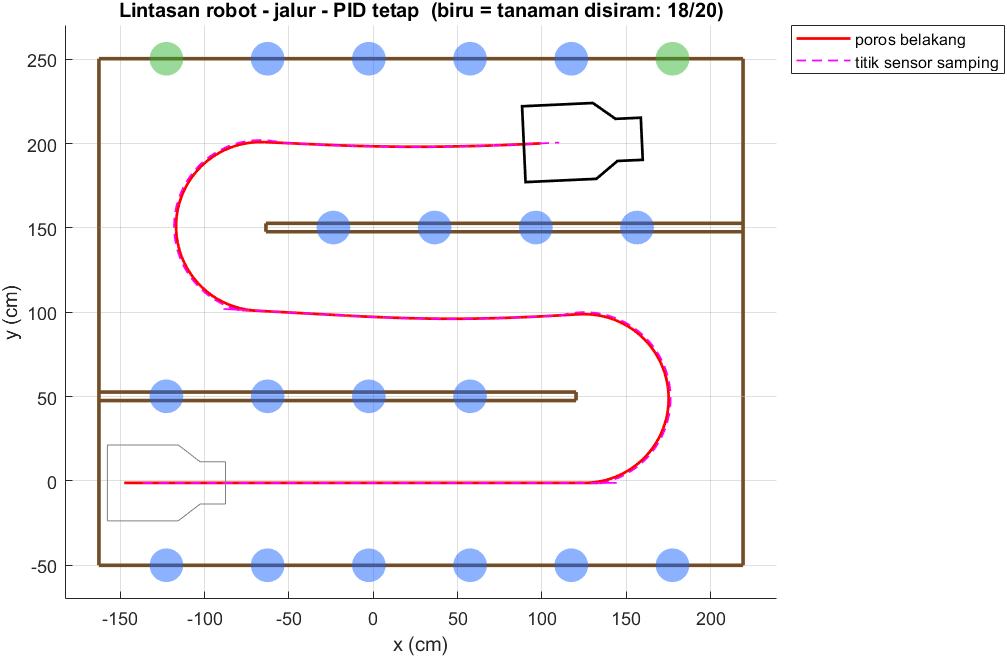 Lintasan robot - jalur - PID tetap  (biru = tanaman disiram: 18/20)
poros belakang
titik sensor samping
250
200
150
100
50
0
-50
y (cm)
-150 -100 -50 0 50 100 150 200
x (cm)